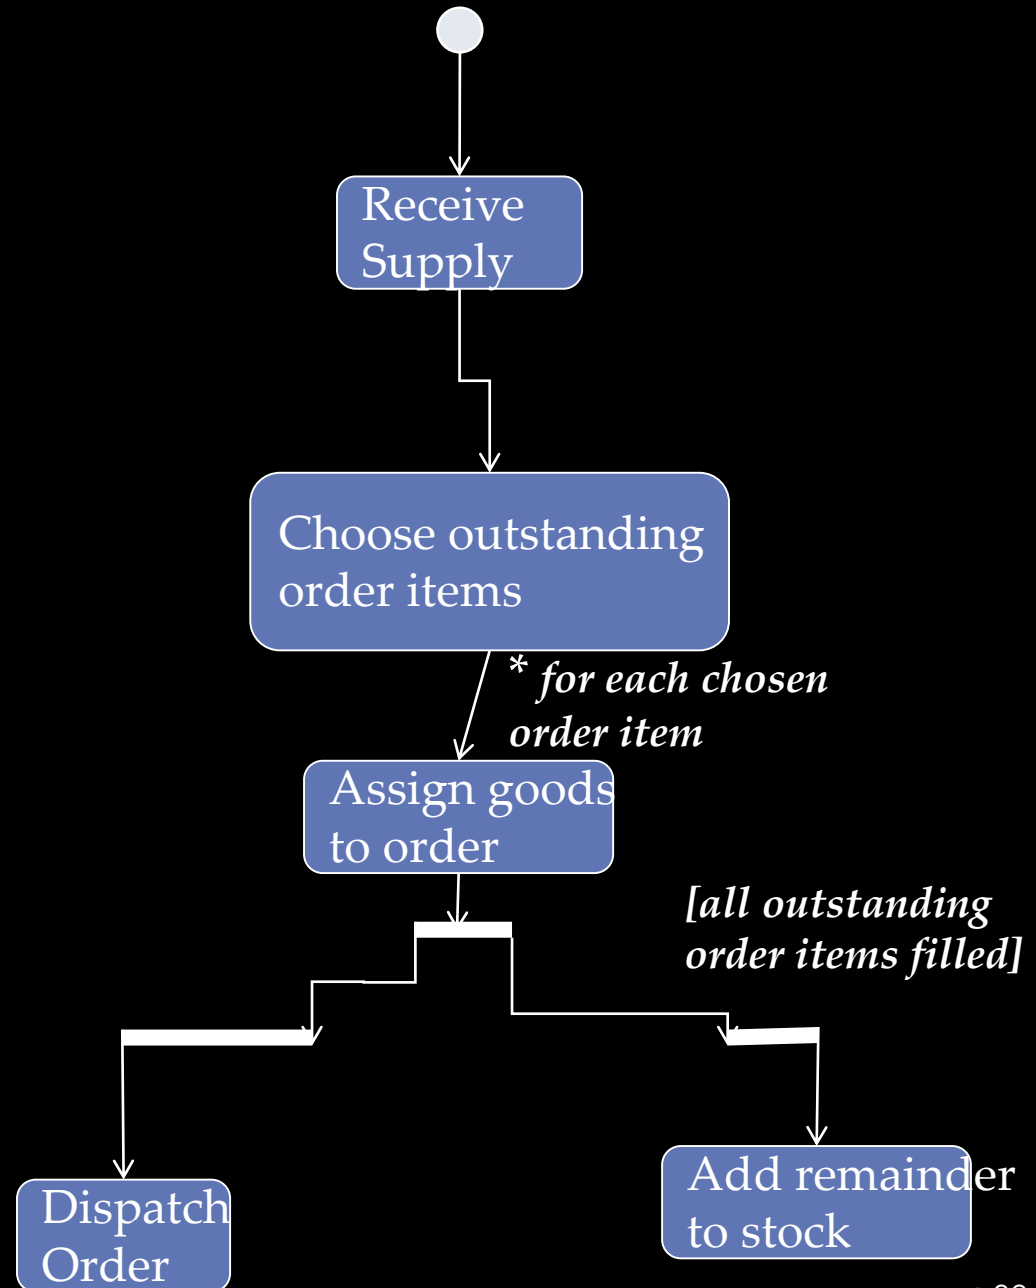 Receive
Supply
Choose outstanding
order items
* for each chosen
order item
Assign goods
to order
[all outstanding
order items filled]
Add remainder
to stock
Dispatch
Order